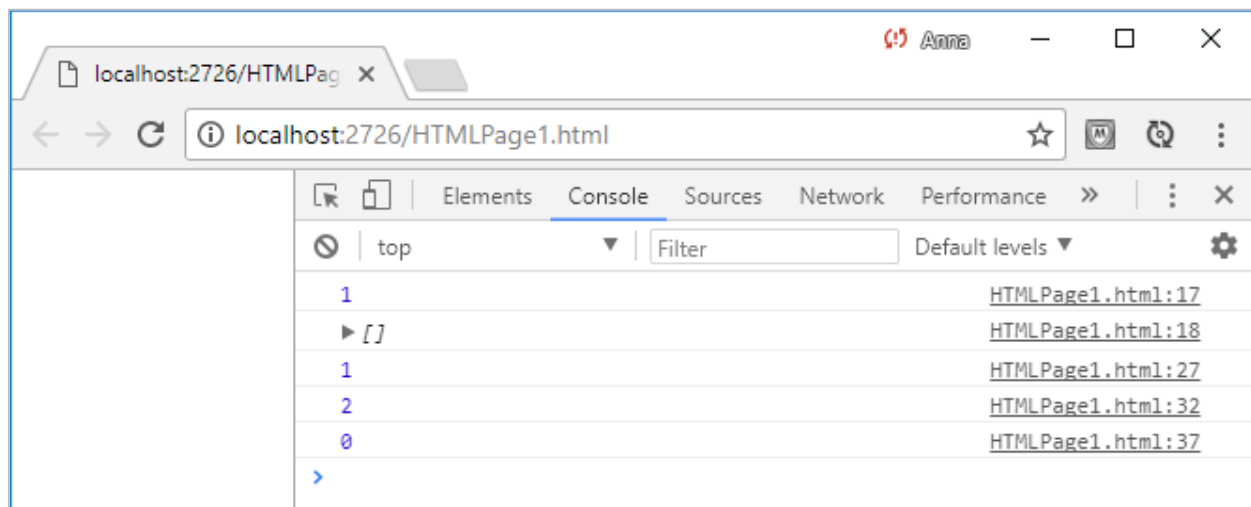 Anna
localhost:2726/HTMLPag
localhost:2726/HTMLPage1.html
Elements Console Sources Network Performance »
top Filter Default levels
1 HTMLPage1.html:17
[] HTMLPage1.html:18
1 HTMLPage1.html:27
2 HTMLPage1.html:32
0 HTMLPage1.html:37